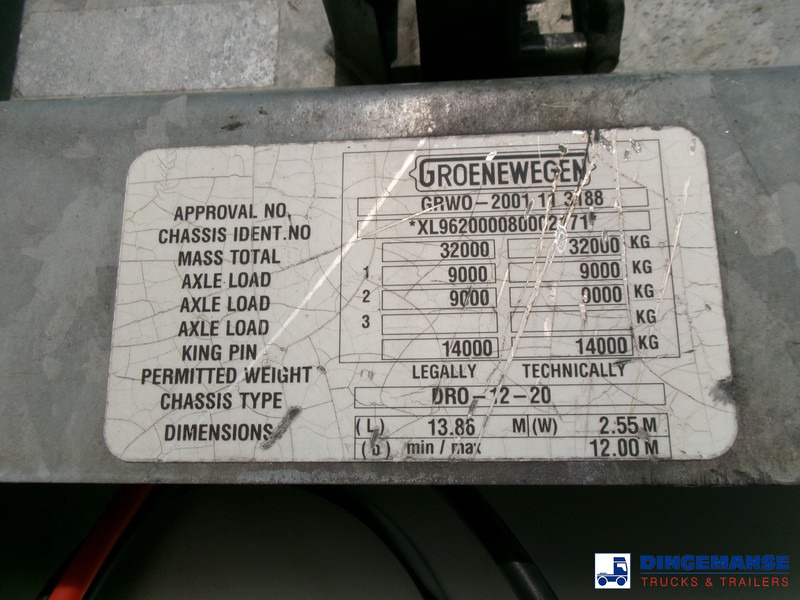 GROENEWEGEN
APPROVAL NO. GRWO-2001 11 3188
CHASSIS IDENT.NO
MASS TOTAL 32000 32000 KG
AXLE LOAD 1 9000 9000 KG
AXLE LOAD 2 9000 9000 KG
AXLE LOAD 3 KG
KING PIN 14000 14000 KG
PERMITTED WEIGHT LEGALLY TECHNICALLY
CHASSIS TYPE DRO-12-20
DIMENSIONS (L) 13.86 M (W) 2.55 M
min / max 12.00 M
DINGEMANSE
TRUCKS & TRAILERS